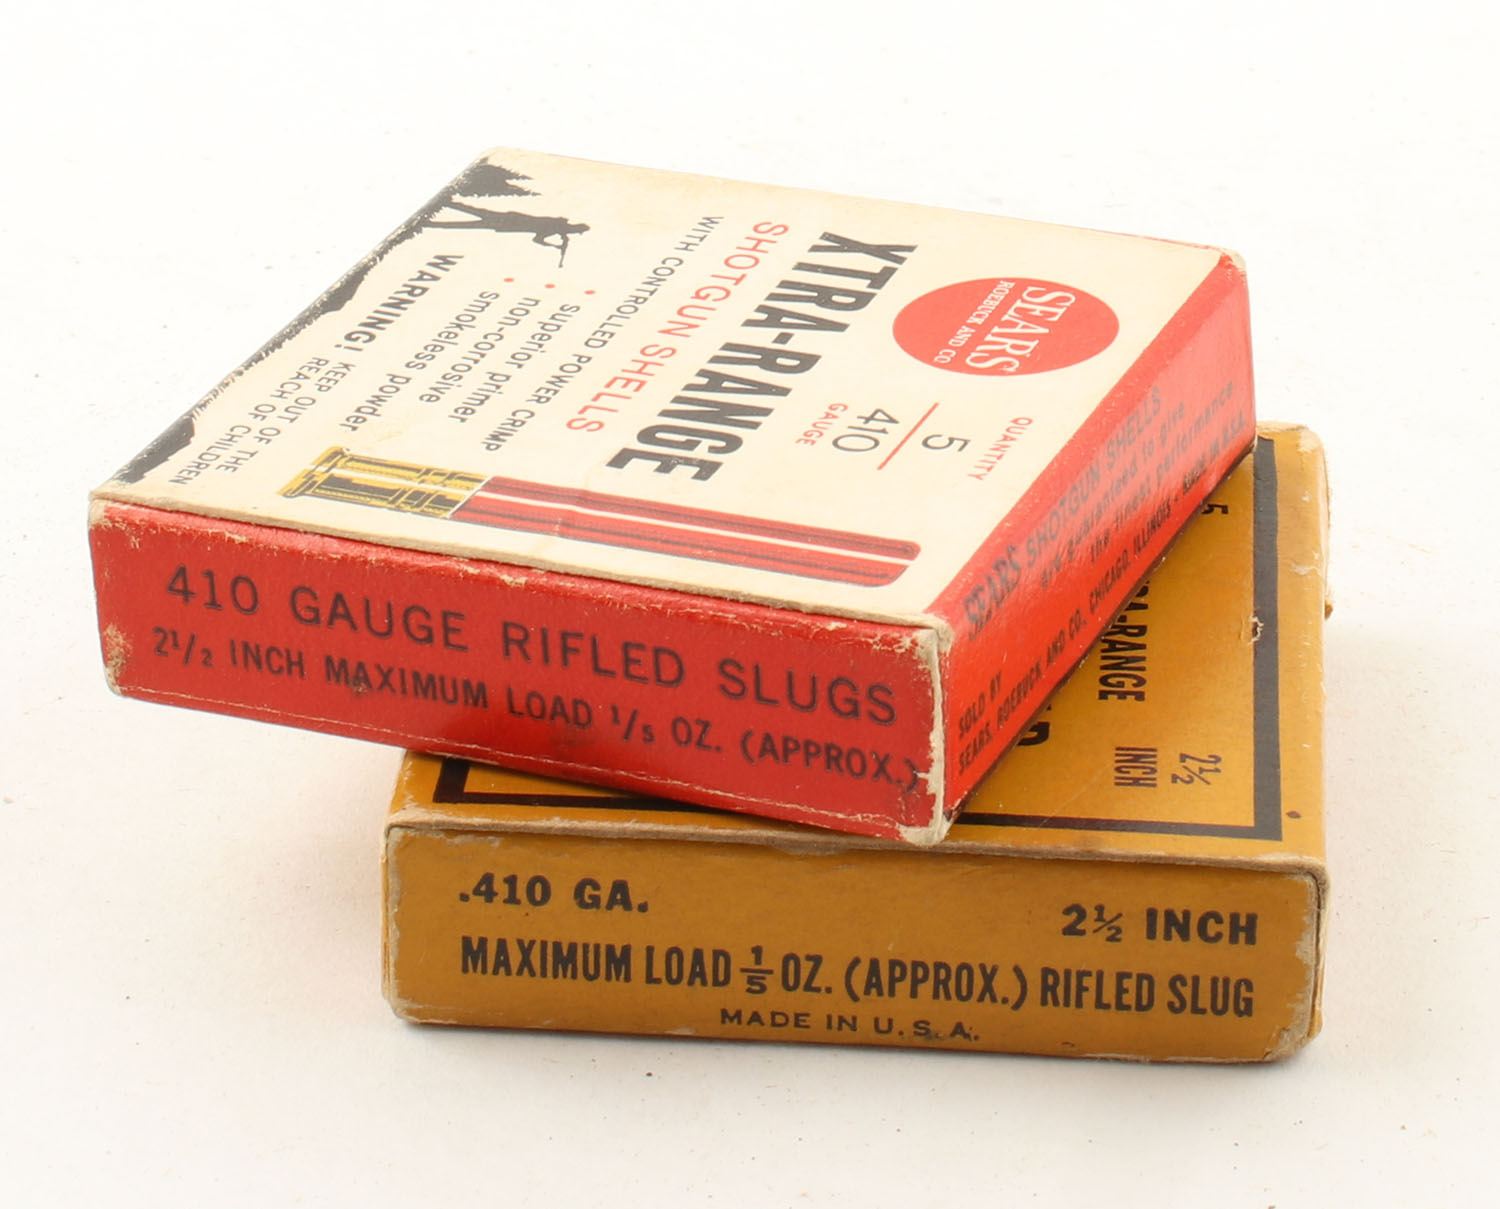 SEARS
ROEBUCK AND CO
QUANTITY
5
410
GAUGE
XTRA-RANGE
SHOTGUN SHELLS
WITH CONTROLLED POWER CRIMP
• superior primer
• non-corrosive
smokeless powder
WARNING! KEEP OUT OF THE
REACH OF CHILDREN
410 GAUGE RIFLED SLUGS
2½ INCH MAXIMUM LOAD 1/5 OZ. (APPROX.)
SEARS SHOTGUN SHELLS
are guaranteed to give
the finest performance
SOLD BY
SEARS, ROEBUCK AND CO., CHICAGO, ILLINOIS • MADE IN U.S.A.
5
-RANGE
2½
INCH
.410 GA.
2½ INCH
MAXIMUM LOAD 1/5 OZ. (APPROX.) RIFLED SLUG
MADE IN U.S.A.